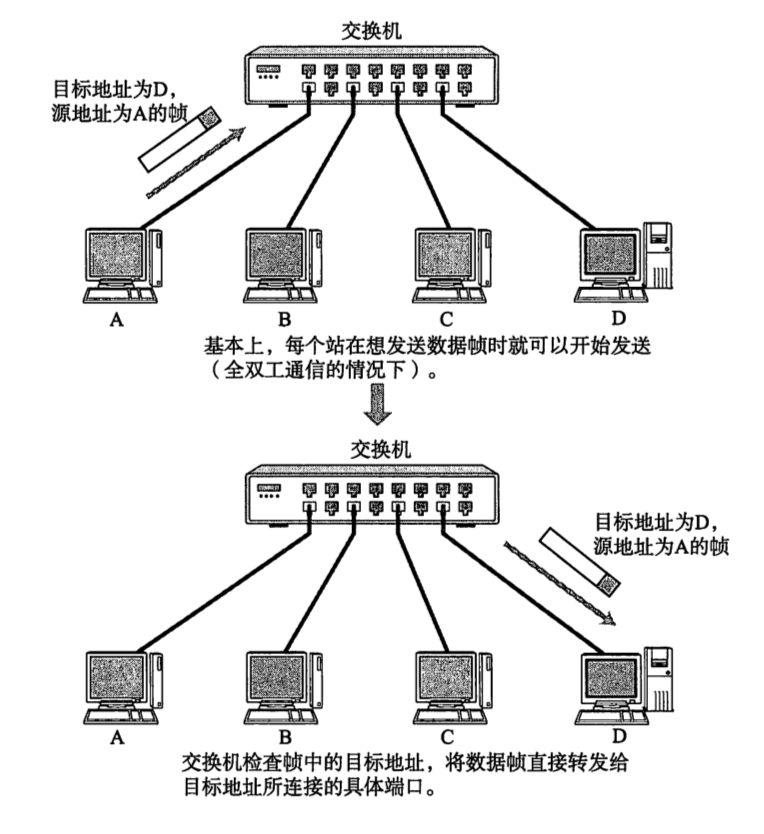 交换机
目标地址为D，
源地址为A的帧
A
B
C
D
基本上，每个站在想发送数据帧时就可以开始发送
（全双工通信的情况下）。
交换机
目标地址为D，
源地址为A的帧
A
B
C
D
交换机检查帧中的目标地址，将数据帧直接转发给
目标地址所连接的具体端口。